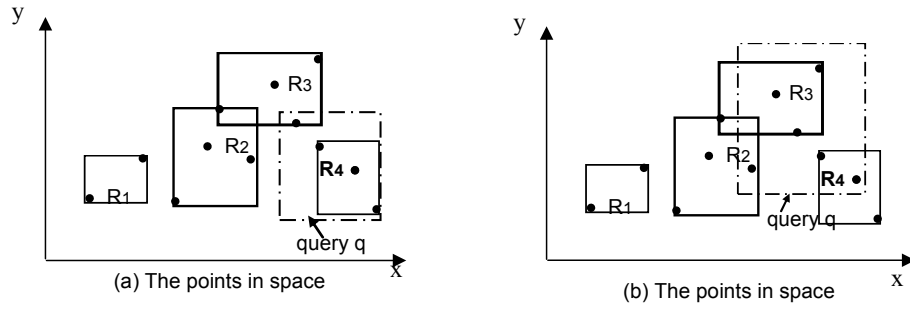 y
R3
R2
R1
R4
query q
x
(a) The points in space
y
R3
R2
R1
R4
query q
x
(b) The points in space